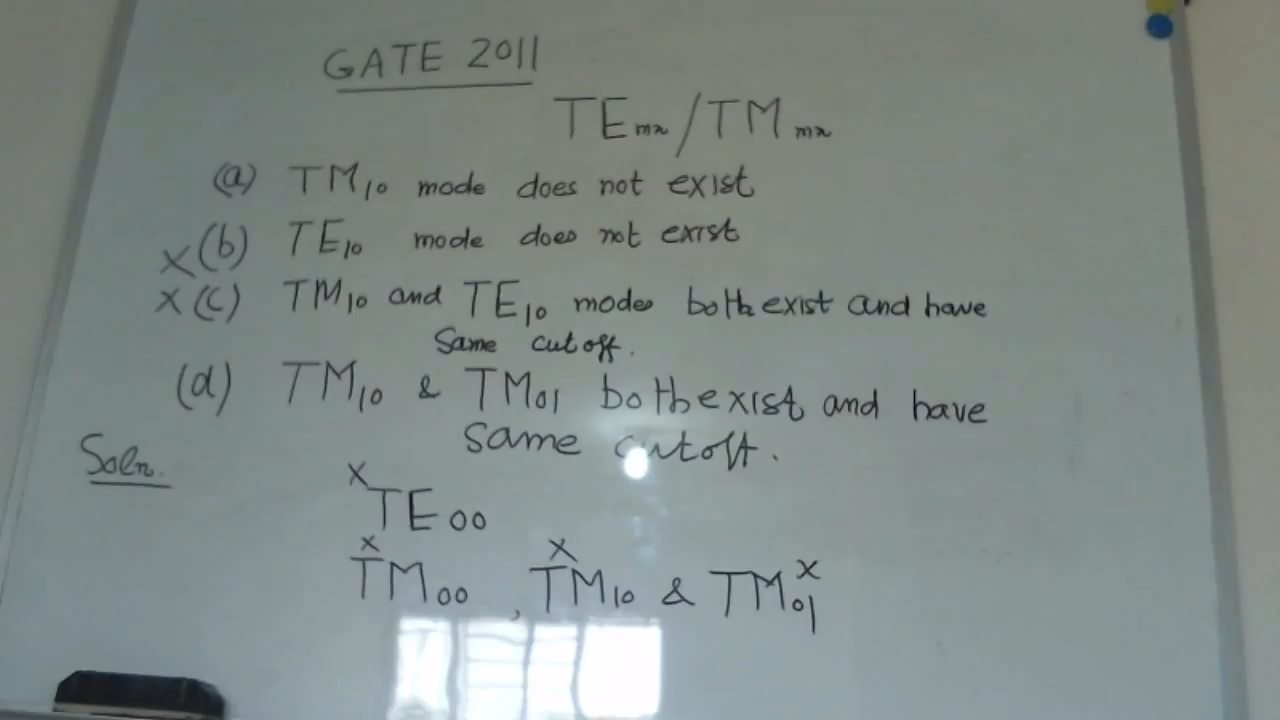 GATE 2011
TEmn/TMmn
(a) TM10 mode does not exist
X (b) TE10 mode does not exist
X (c) TM10 and TE10 modes both exist and have
Same cutoff.
(d) TM10 & TM01 both exist and have
same cutoff.
Soln.
X
TE00
X X X
TM00, TM10 & TM01